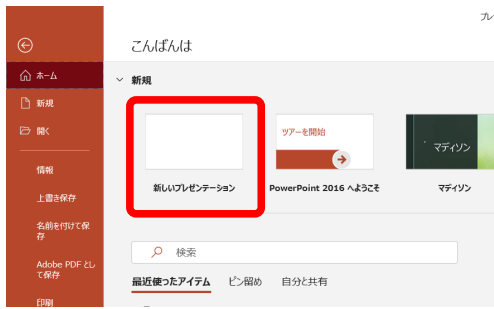 プレ
こんばんは
ホーム
新規
開く
情報
上書き保存
名前を付けて保
存
Adobe PDF とし
て保存
印刷
新規
新しいプレゼンテーション
ツアーを開始
PowerPoint 2016 へようこそ
マディソン
マディソン
検索
最近使ったアイテム
ピン留め
自分と共有